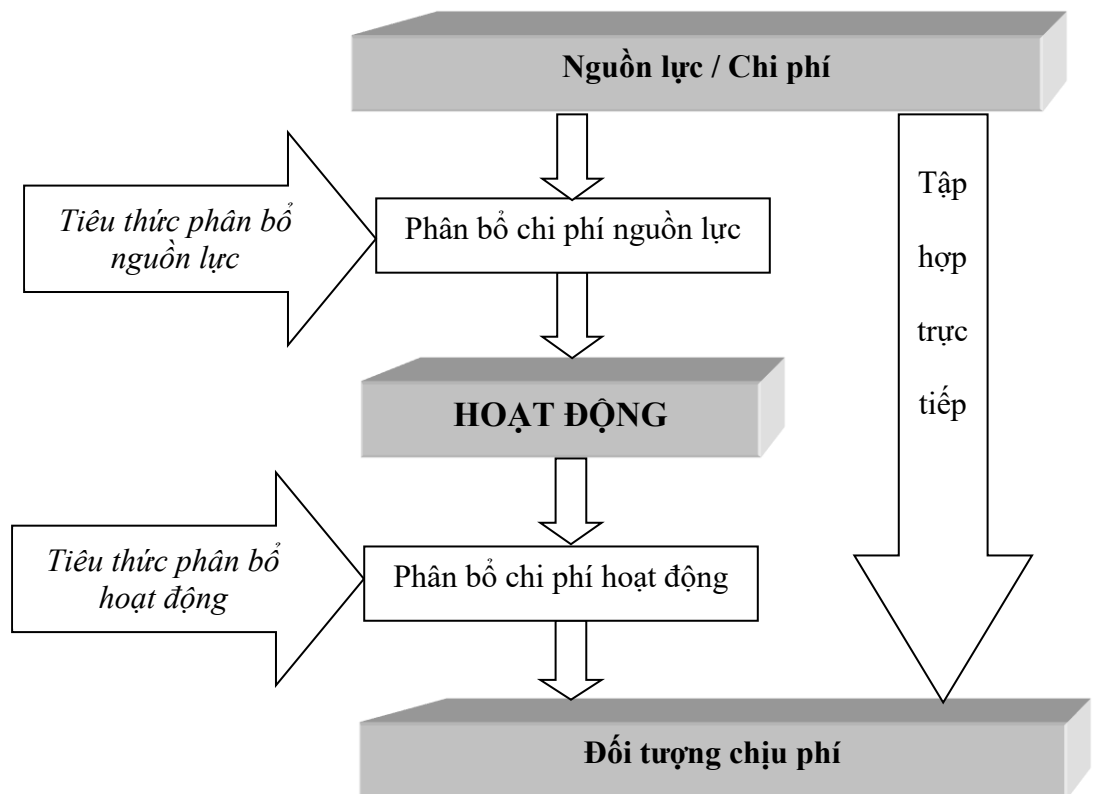 Nguồn lực / Chi phí
Tiêu thức phân bổ
nguồn lực
Phân bổ chi phí nguồn lực
Tập
hợp
trực
tiếp
HOẠT ĐỘNG
Tiêu thức phân bổ
hoạt động
Phân bổ chi phí hoạt động
Đối tượng chịu phí